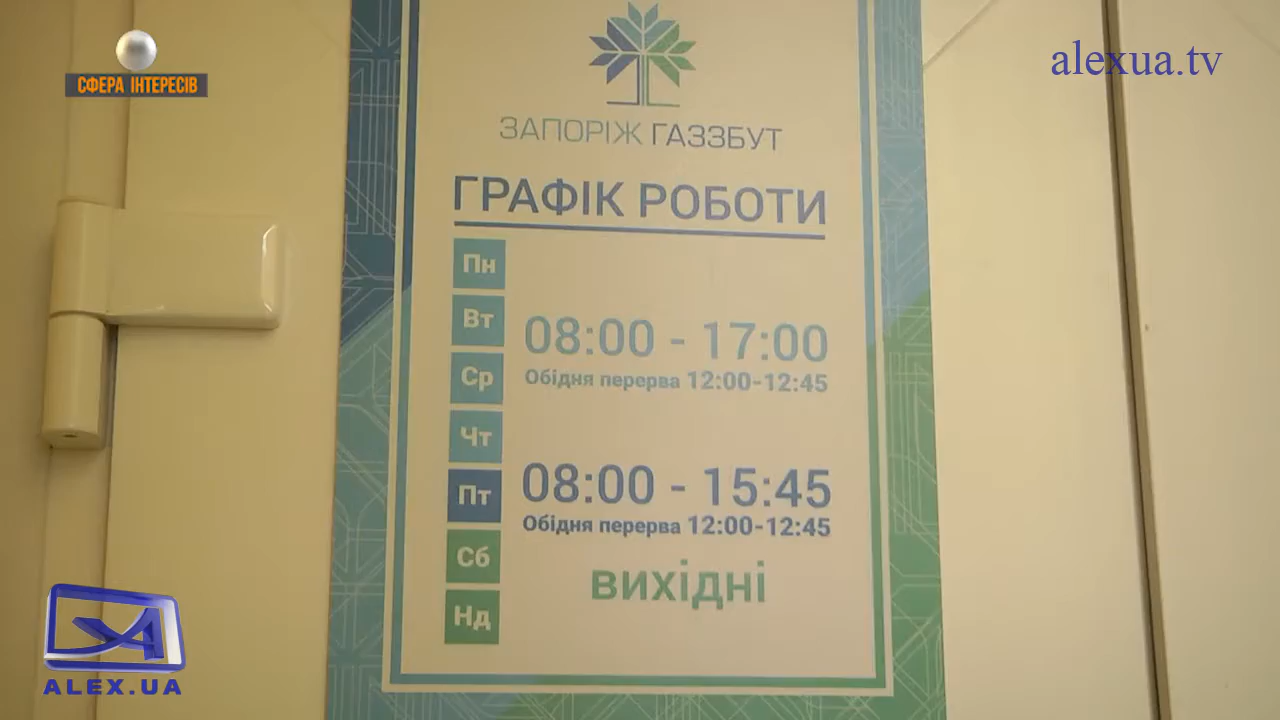 СФЕРА ІНТЕРЕСІВ
alexua.tv
ЗАПОРІЖ ГАЗЗБУТ
ГРАФІК РОБОТИ
Пн
Вт
08:00 - 17:00
Ср
Обідня перерва 12:00-12:45
Чт
Пт
08:00 - 15:45
Обідня перерва 12:00-12:45
Сб
вихідні
Нд
ALEX.UA